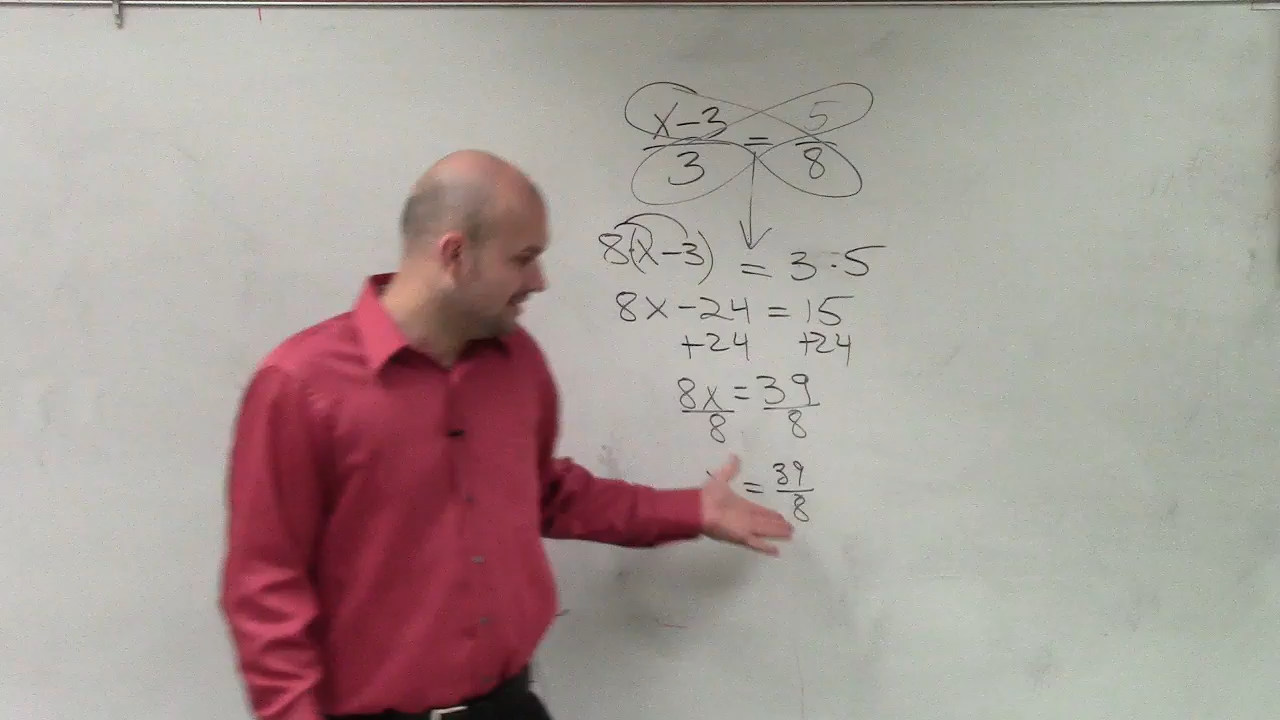 x-3/3 = 5/8
8(x-3) = 3·5
8x-24 = 15
+24 +24
8x/8 = 39/8
= 39/8